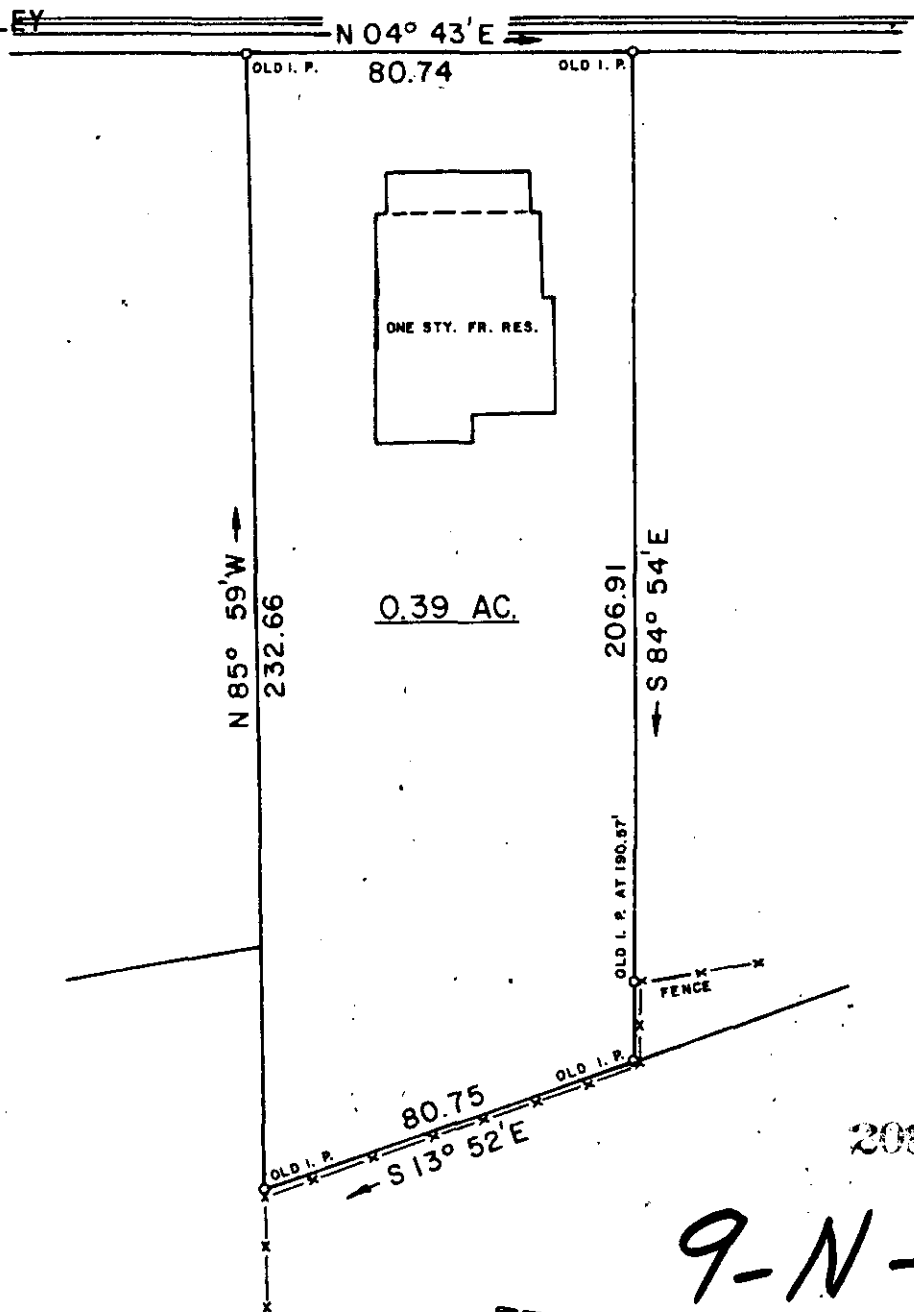 EY
N 04° 43' E
OLD I. P.
80.74
OLD I. P.
ONE STY. FR. RES.
N 85° 59' W
232.66
0.39 AC.
206.91
S 84° 54' E
OLD I. P. AT 190.57'
FENCE
OLD I. P.
80.75
S 13° 52' E
OLD I. P.
9-N-